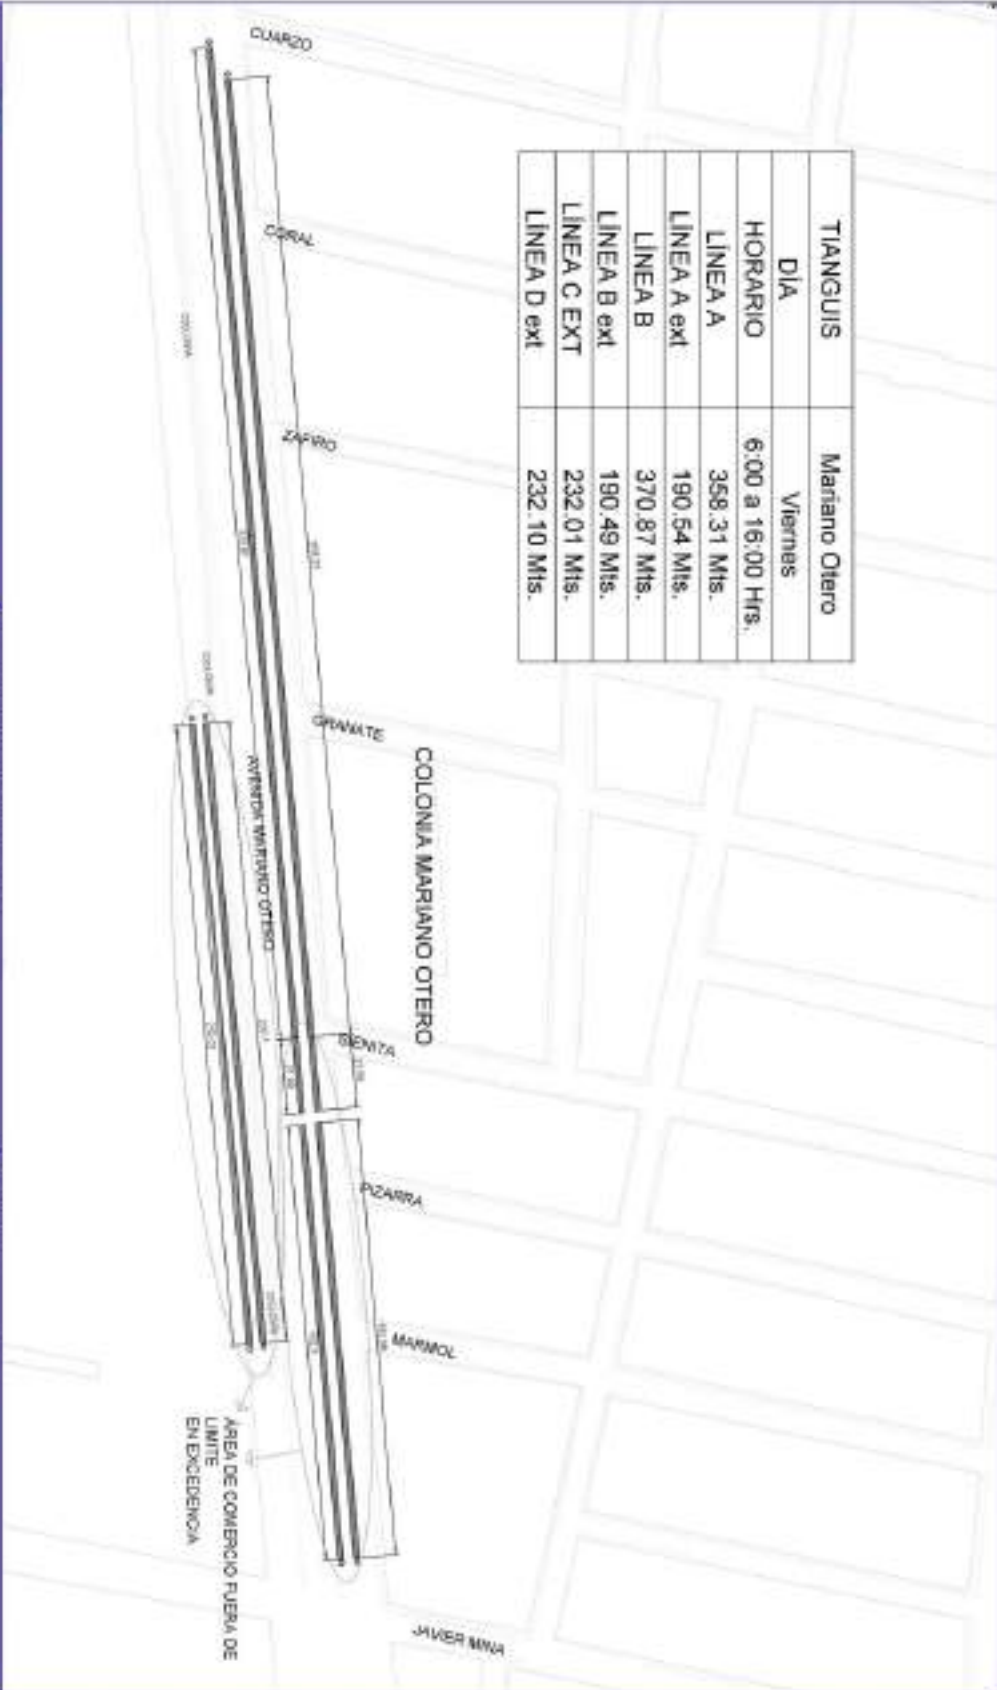 TIANGUIS Mariano Otero
DÍA Viernes
HORARIO 6:00 a 16:00 Hrs.
LÍNEA A 358.31 Mts.
LÍNEA A ext 190.54 Mts.
LÍNEA B 370.87 Mts.
LÍNEA B ext 190.49 Mts.
LÍNEA C EXT 232.01 Mts.
LÍNEA D ext 232.10 Mts.
COLONIA MARIANO OTERO
CUARZO
CORAL
ZAFIRO
GRANATE
SIENITA
PIZARRA
MARMOL
JAVIER MINA
AVENIDA MARIANO OTERO
ÁREA DE COMERCIO FUERA DE
LIMITE
EN EXCEDENCIA